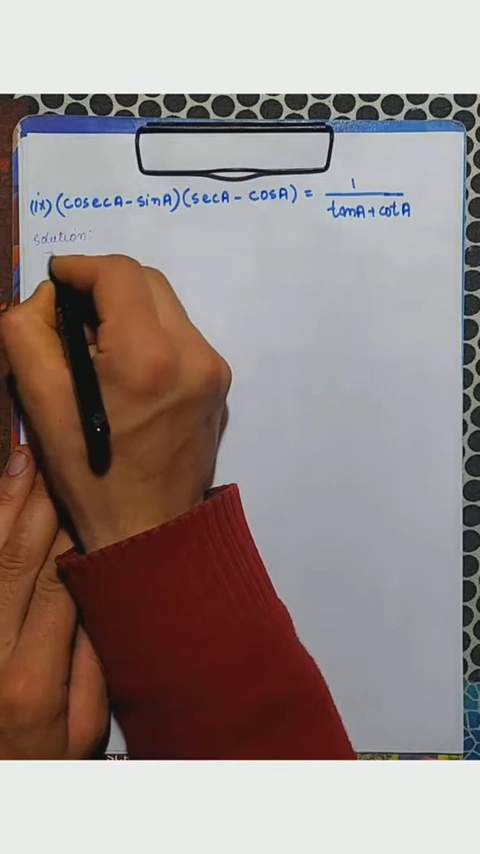 (ix) (cosecA - sinA)(secA - cosA) = 1 / tanA + cotA
Solution: